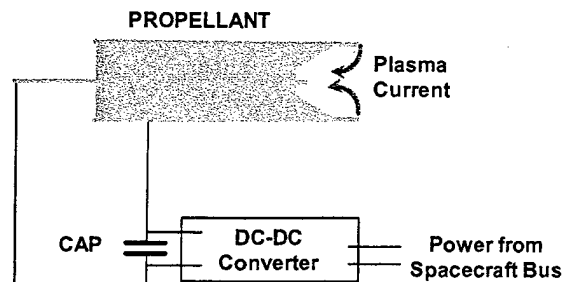 PROPELLANT
Plasma
Current
CAP
DC-DC
Converter
Power from
Spacecraft Bus